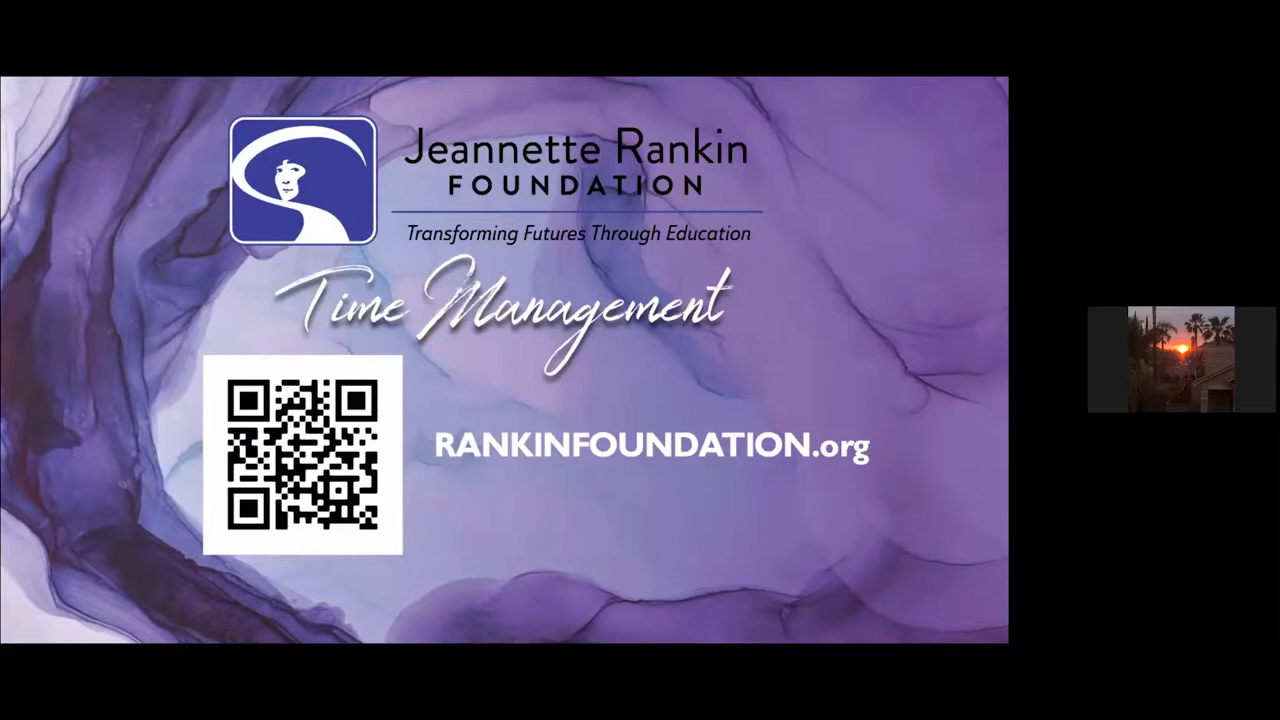 Jeannette Rankin
FOUNDATION
Transforming Futures Through Education
Time Management
RANKINFOUNDATION.org